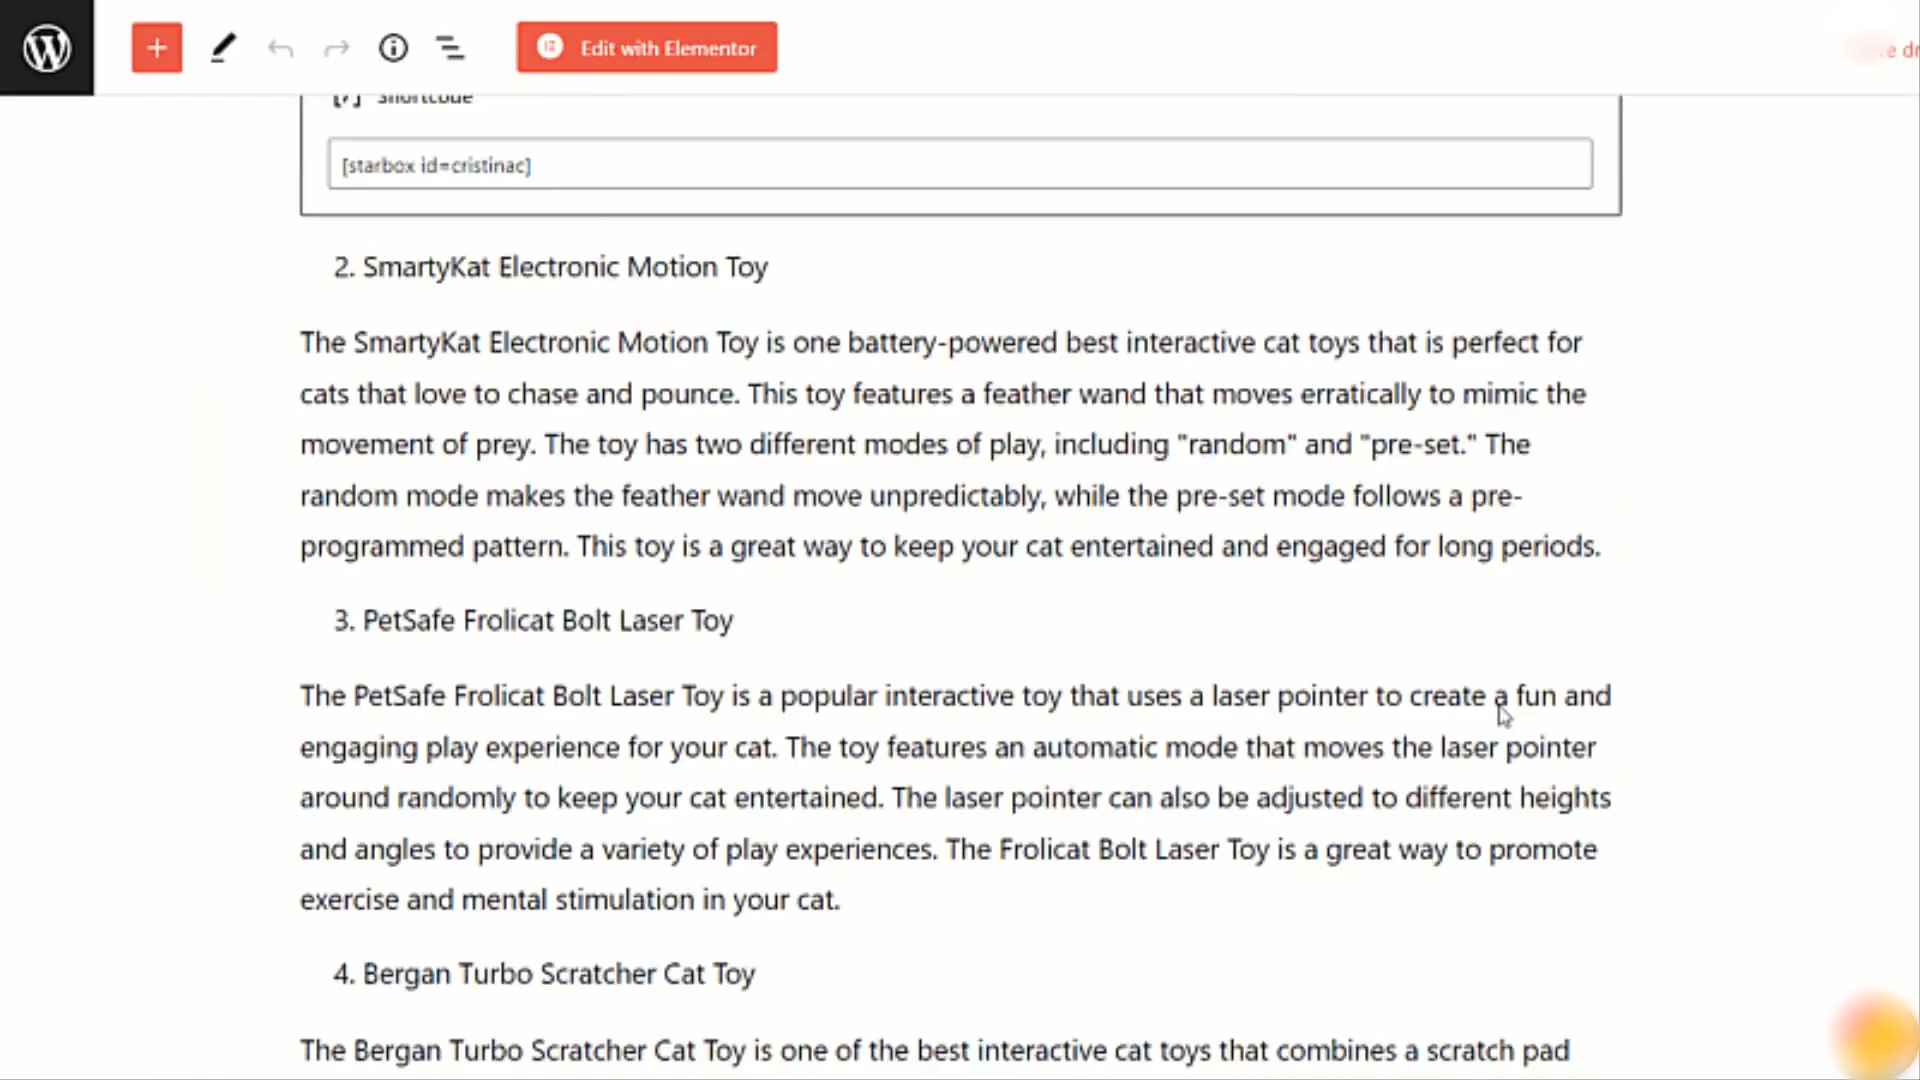 Edit with Elementor
[/] Shortcode
[starbox id=cristinac]
2. SmartyKat Electronic Motion Toy
The SmartyKat Electronic Motion Toy is one battery-powered best interactive cat toys that is perfect for
cats that love to chase and pounce. This toy features a feather wand that moves erratically to mimic the
movement of prey. The toy has two different modes of play, including "random" and "pre-set." The
random mode makes the feather wand move unpredictably, while the pre-set mode follows a pre-
programmed pattern. This toy is a great way to keep your cat entertained and engaged for long periods.
3. PetSafe Frolicat Bolt Laser Toy
The PetSafe Frolicat Bolt Laser Toy is a popular interactive toy that uses a laser pointer to create a fun and
engaging play experience for your cat. The toy features an automatic mode that moves the laser pointer
around randomly to keep your cat entertained. The laser pointer can also be adjusted to different heights
and angles to provide a variety of play experiences. The Frolicat Bolt Laser Toy is a great way to promote
exercise and mental stimulation in your cat.
4. Bergan Turbo Scratcher Cat Toy
The Bergan Turbo Scratcher Cat Toy is one of the best interactive cat toys that combines a scratch pad